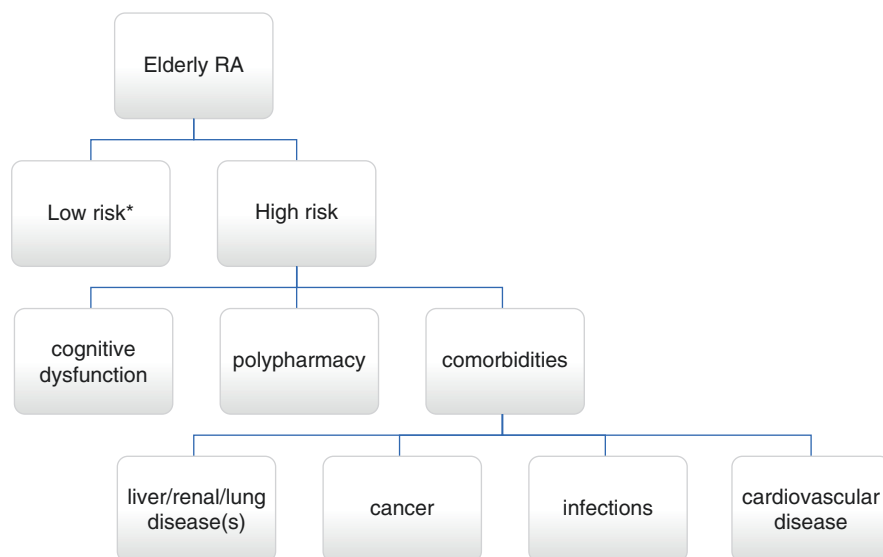 Elderly RA
Low risk*
High risk
cognitive
dysfunction
polypharmacy
comorbidities
liver/renal/lung
disease(s)
cancer
infections
cardiovascular
disease